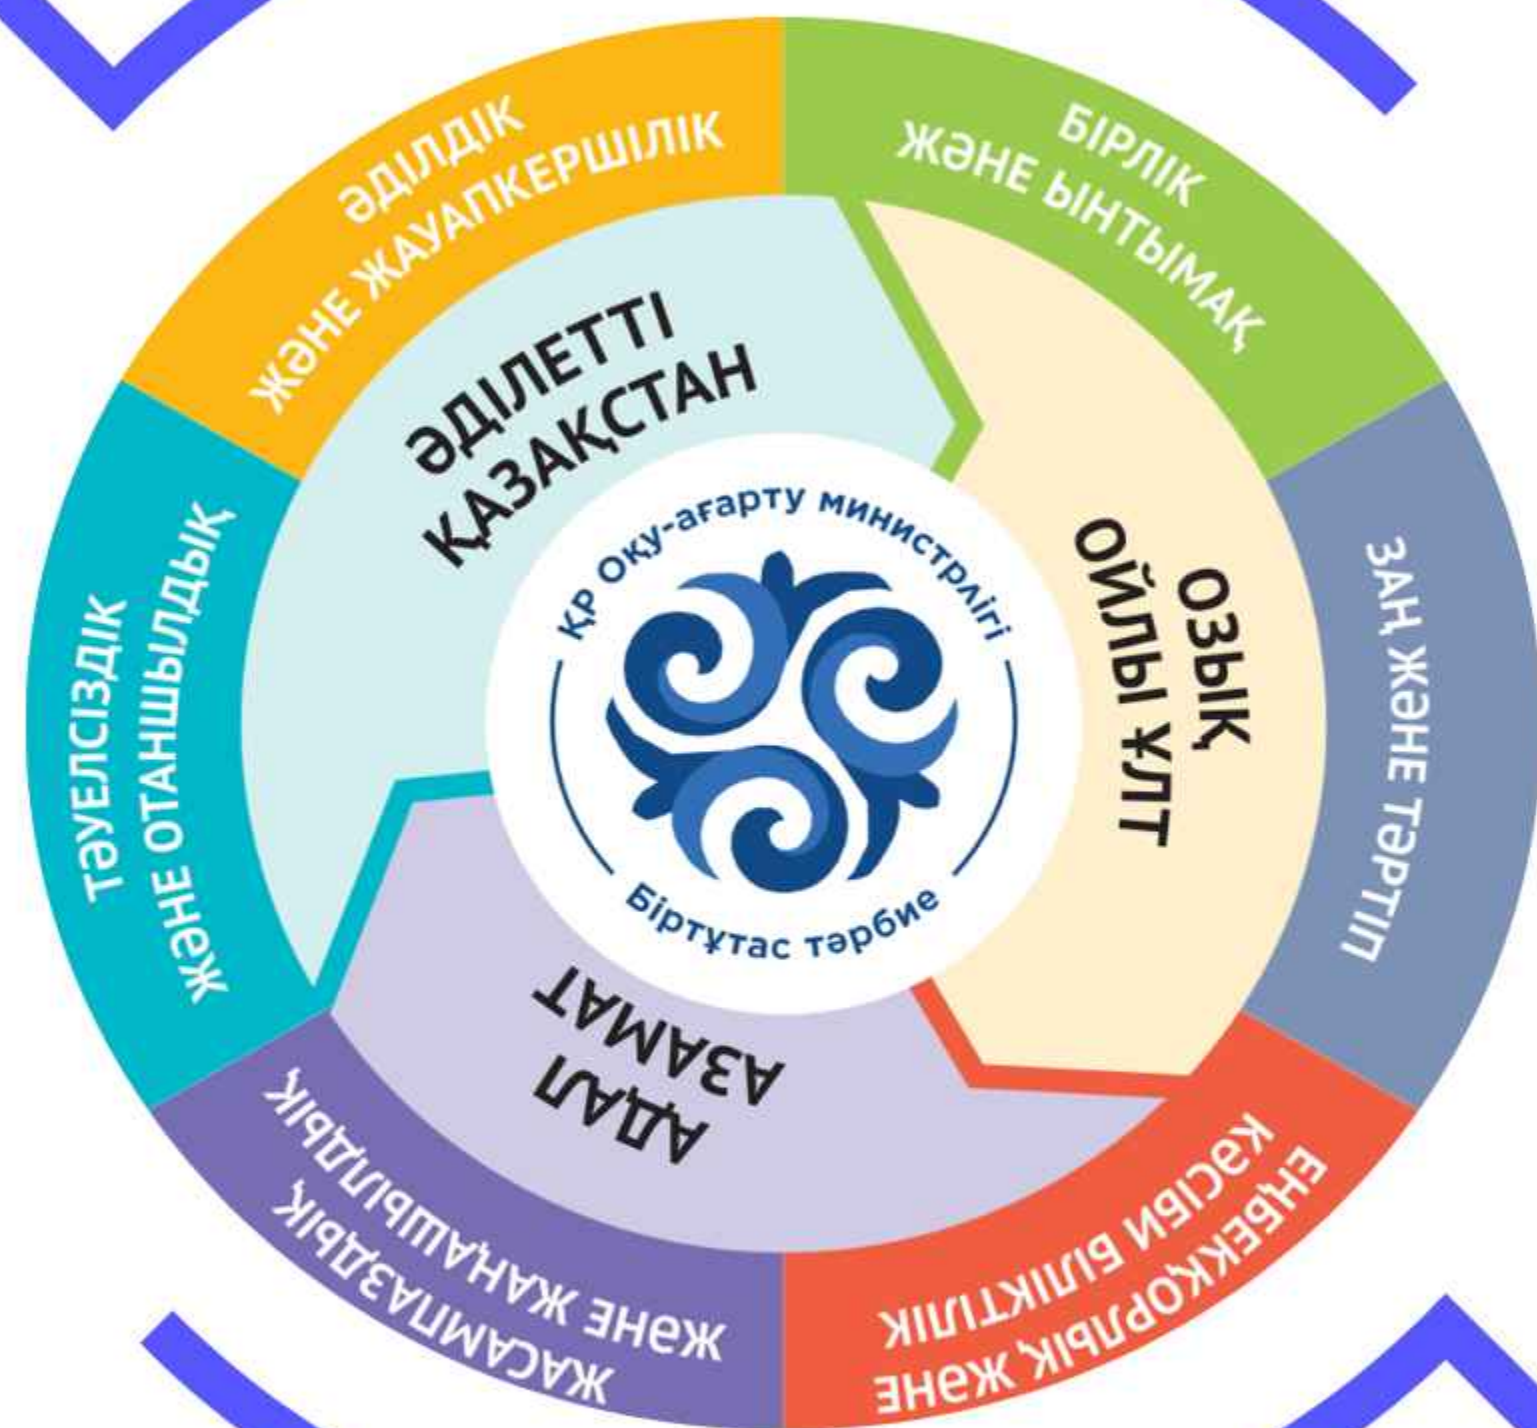 ӘДІЛДІК
ЖӘНЕ ЖАУАПКЕРШІЛІК
БІРЛІК
ЖӘНЕ ЫНТЫМАҚ
ЗАҢ ЖӘНЕ ТӘРТІП
ЕҢБЕКҚОРЛЫҚ ЖӘНЕ
КӘСІБИ БІЛІКТІЛІК
ЖАСАМПАЗДЫҚ
ЖӘНЕ ЖАҢАШЫЛДЫҚ
ТӘУЕЛСІЗДІК
ЖӘНЕ ОТАНШЫЛДЫҚ
ӘДІЛЕТТІ
ҚАЗАҚСТАН
ОЗЫҚ
ОЙЛЫ ҰЛТ
АДАЛ
АЗАМАТ
ҚР Оқу-ағарту министрлігі
Біртұтас тәрбие